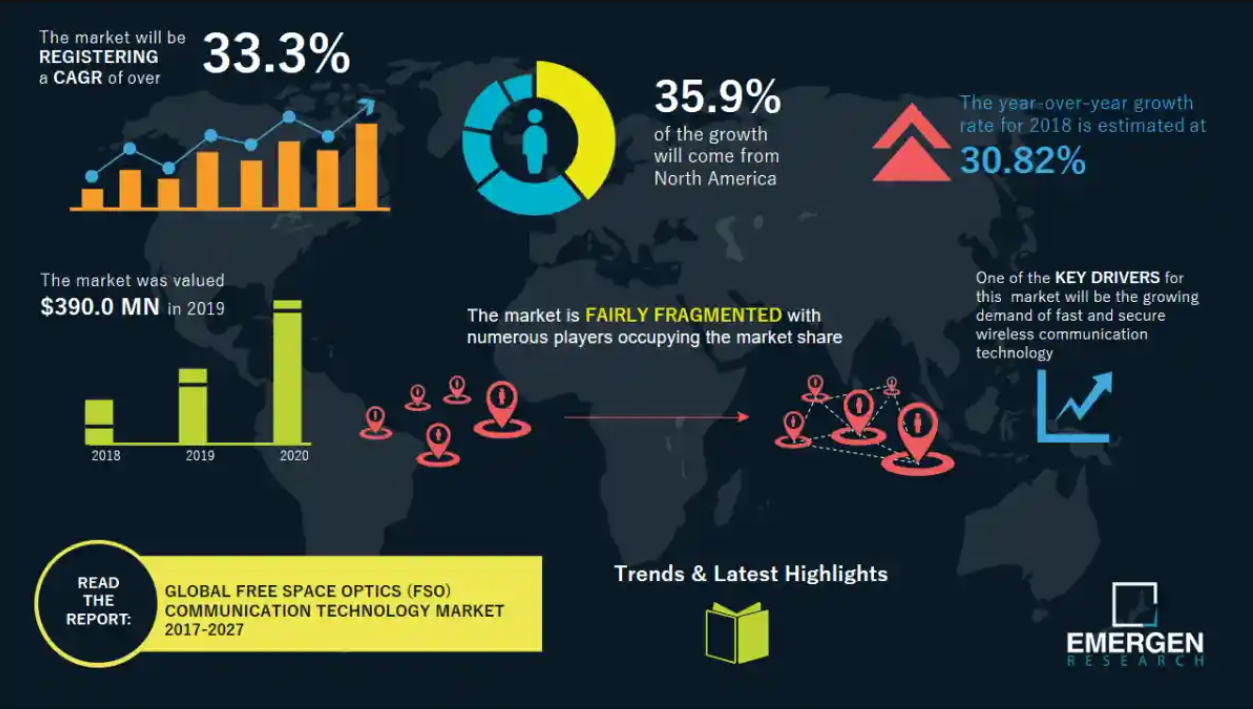 The market will be
REGISTERING
a CAGR of over
33.3%
35.9%
of the growth
will come from
North America
The year-over-year growth
rate for 2018 is estimated at
30.82%
The market was valued
$390.0 MN in 2019
2018
2019
2020
The market is FAIRLY FRAGMENTED with
numerous players occupying the market share
One of the KEY DRIVERS for
this market will be the growing
demand of fast and secure
wireless communication
technology
READ
THE
REPORT:
GLOBAL FREE SPACE OPTICS (FSO)
COMMUNICATION TECHNOLOGY MARKET
2017-2027
Trends & Latest Highlights
EMERGEN
RESEARCH